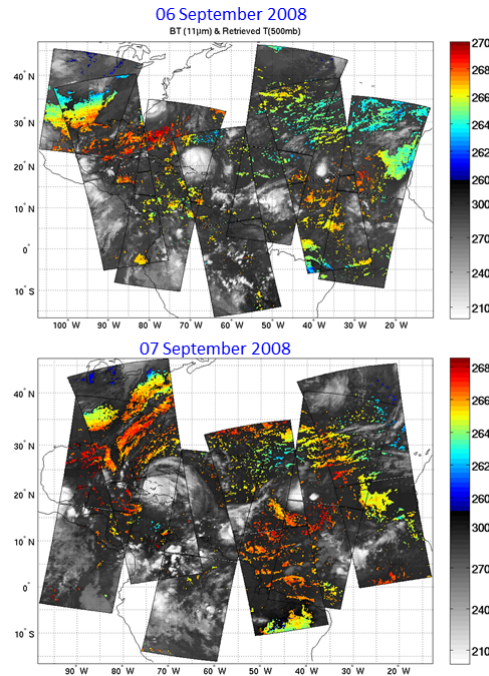 06 September 2008
BT (11μm) & Retrieved T(500mb)
40° N
30° N
20° N
10° N
0°
10° S
100° W 90° W 80° W 70° W 60° W 50° W 40° W 30° W 20° W
270
268
266
264
262
260
300
270
240
210
07 September 2008
40° N
30° N
20° N
10° N
0°
10° S
90° W 80° W 70° W 60° W 50° W 40° W 30° W 20° W
268
266
264
262
260
300
270
240
210